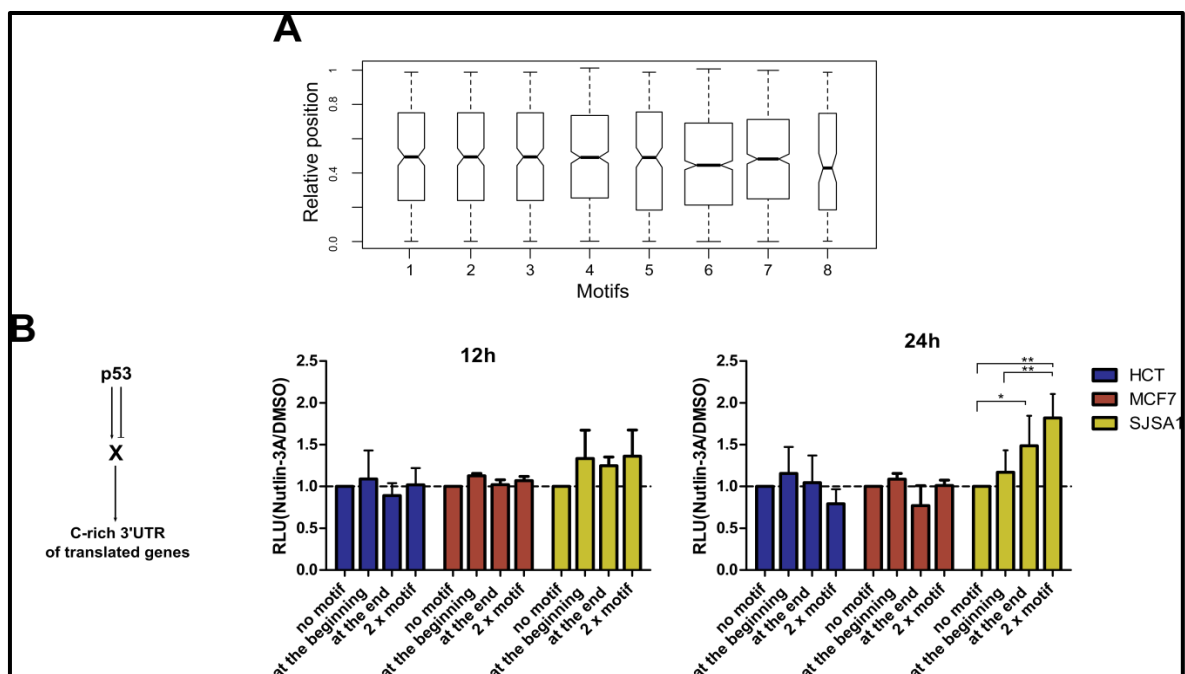 A
Relative position
0.0
0.4
0.8
1
1 2 3 4 5 6 7 8
Motifs
B
p53
X
C-rich 3'UTR
of translated genes
12h
RLU(Nutlin-3A/DMSO)
2.5
2.0
1.5
1.0
0.5
0.0
no motif
at the beginning
at the end
2 x motif
no motif
at the beginning
at the end
2 x motif
no motif
at the beginning
at the end
2 x motif
24h
RLU(Nutlin-3A/DMSO)
2.5
2.0
1.5
1.0
0.5
0.0
**
**
*
no motif
at the beginning
at the end
2 x motif
no motif
at the beginning
at the end
2 x motif
no motif
at the beginning
at the end
2 x motif
HCT
MCF7
SJSA1